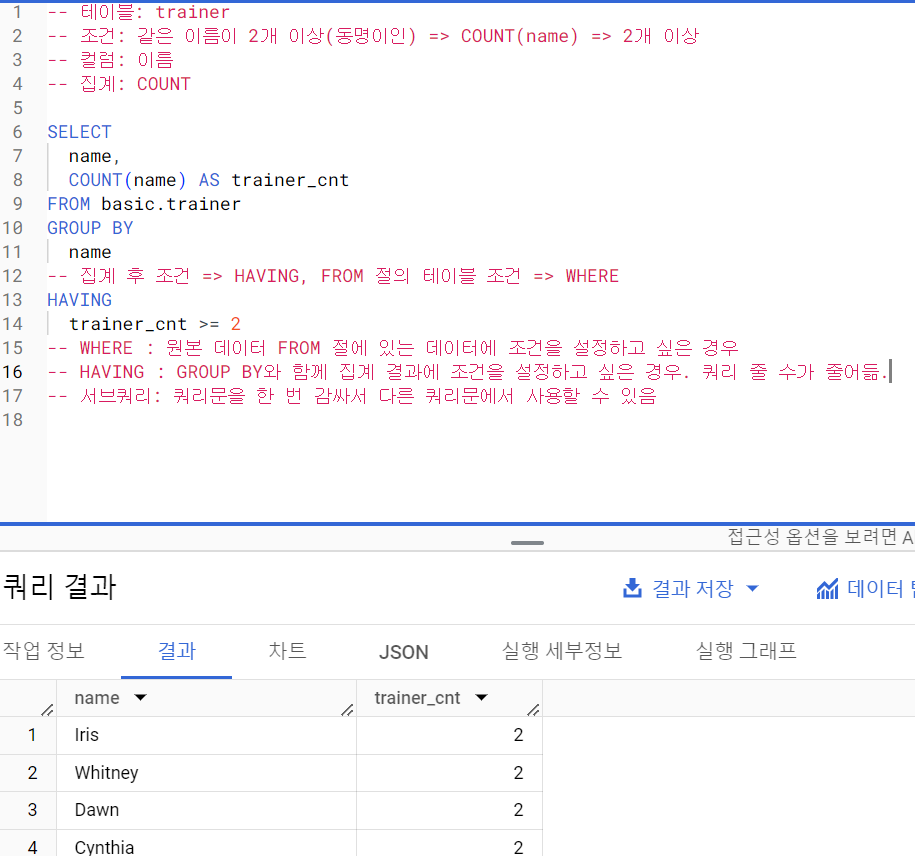 1 -- 테이블: trainer
2 -- 조건: 같은 이름이 2개 이상(동명이인) => COUNT(name) => 2개 이상
3 -- 컬럼: 이름
4 -- 집계: COUNT
5
6 SELECT
7 name,
8 COUNT(name) AS trainer_cnt
9 FROM basic.trainer
10 GROUP BY
11 name
12 -- 집계 후 조건 => HAVING, FROM 절의 테이블 조건 => WHERE
13 HAVING
14 trainer_cnt >= 2
15 -- WHERE : 원본 데이터 FROM 절에 있는 데이터에 조건을 설정하고 싶은 경우
16 -- HAVING : GROUP BY와 함께 집계 결과에 조건을 설정하고 싶은 경우. 쿼리 줄 수가 줄어듦.
17 -- 서브쿼리: 쿼리문을 한 번 감싸서 다른 쿼리문에서 사용할 수 있음
18
접근성 옵션을 보려면 A
쿼리 결과 결과 저장 데이터
작업 정보 결과 차트 JSON 실행 세부정보 실행 그래프
name trainer_cnt
1 Iris 2
2 Whitney 2
3 Dawn 2
4 Cynthia 2